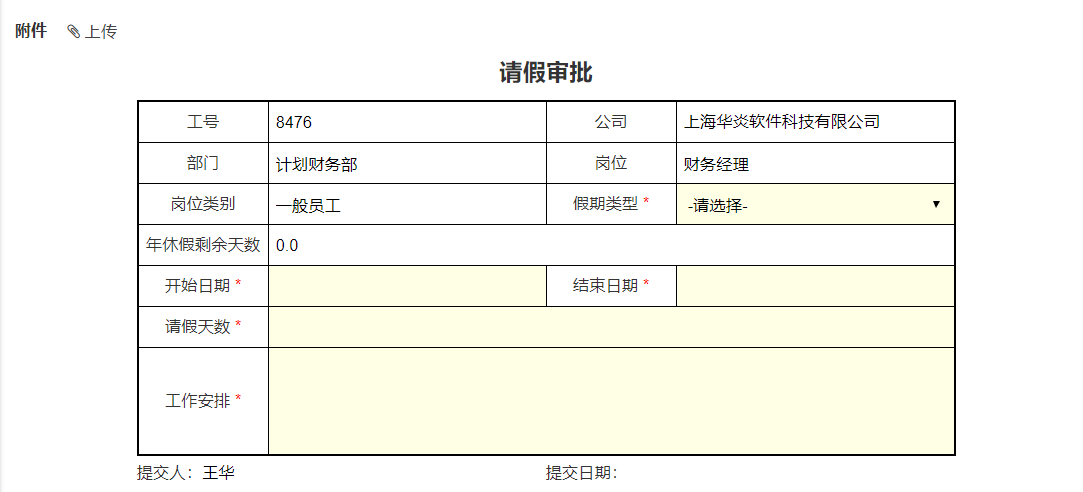 附件 上传
请假审批
工号 8476 公司 上海华炎软件科技有限公司
部门 计划财务部 岗位 财务经理
岗位类别 一般员工 假期类型 * -请选择-
年休假剩余天数 0.0
开始日期 * 结束日期 *
请假天数 *
工作安排 *
提交人：王华 提交日期：